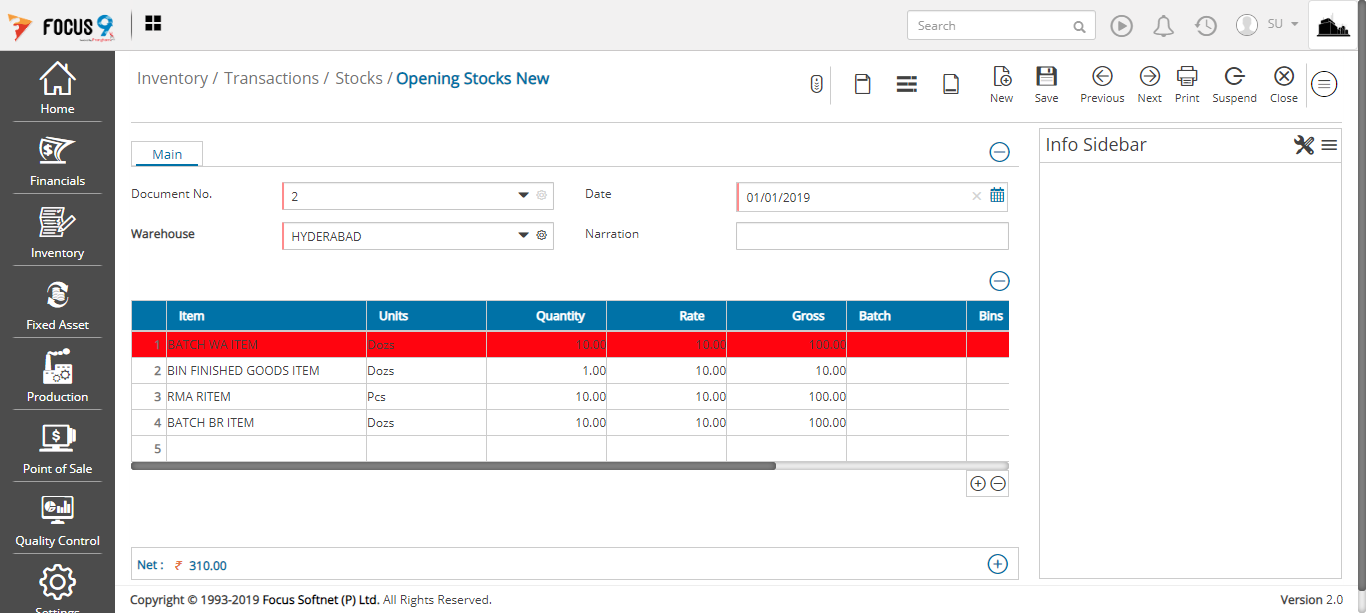 FOCUS 9
Search
SU
Home
Financials
Inventory
Fixed Asset
Production
Point of Sale
Quality Control
Settings
Inventory / Transactions / Stocks / Opening Stocks New
New Save Previous Next Print Suspend Close
Main
Info Sidebar
Document No. 2 Date 01/01/2019
Warehouse HYDERABAD Narration
Item Units Quantity Rate Gross Batch Bins
1 BATCH WA ITEM Dozs 10.00 10.00 100.00
2 BIN FINISHED GOODS ITEM Dozs 1.00 10.00 10.00
3 RMA RITEM Pcs 10.00 10.00 100.00
4 BATCH BR ITEM Dozs 10.00 10.00 100.00
5
Net : ₹ 310.00
Copyright © 1993-2019 Focus Softnet (P) Ltd. All Rights Reserved. Version 2.0